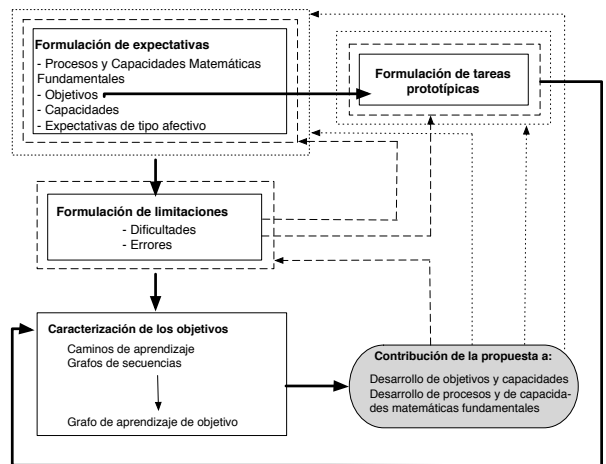 Formulación de expectativas
- Procesos y Capacidades Matemáticas
Fundamentales
- Objetivos
- Capacidades
- Expectativas de tipo afectivo
Formulación de tareas
prototípicas
Formulación de limitaciones
- Dificultades
- Errores
Caracterización de los objetivos
Caminos de aprendizaje
Grafos de secuencias
Grafo de aprendizaje de objetivo
Contribución de la propuesta a:
Desarrollo de objetivos y capacidades
Desarrollo de procesos y de capacida-
des matemáticas fundamentales